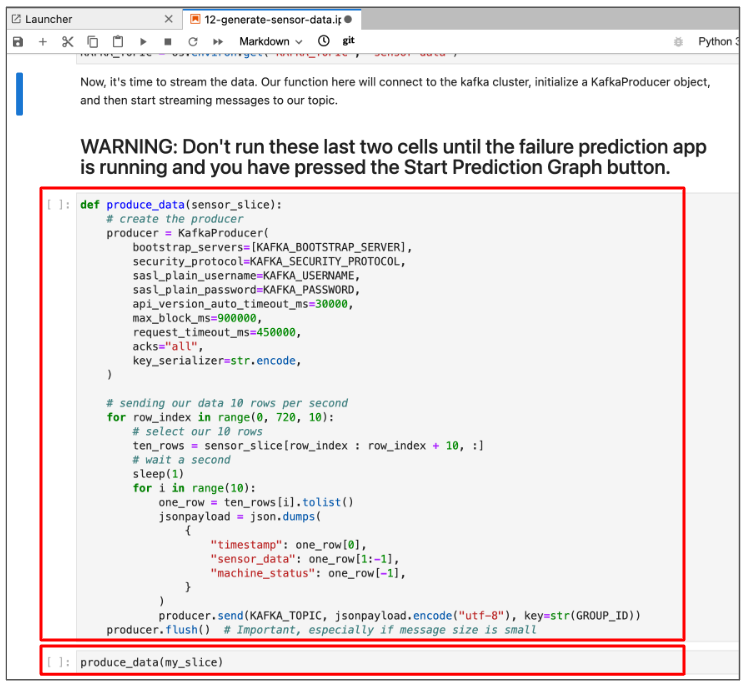 Launcher
12-generate-sensor-data.ip
Markdown
git
Python 3
KAFKA_TOPIC = os.environ.get("KAFKA_TOPIC", "sensor-data")
Now, it's time to stream the data. Our function here will connect to the kafka cluster, initialize a KafkaProducer object,
and then start streaming messages to our topic.
WARNING: Don't run these last two cells until the failure prediction app
is running and you have pressed the Start Prediction Graph button.
[ ]: def produce_data(sensor_slice):
# create the producer
producer = KafkaProducer(
bootstrap_servers=[KAFKA_BOOTSTRAP_SERVER],
security_protocol=KAFKA_SECURITY_PROTOCOL,
sasl_plain_username=KAFKA_USERNAME,
sasl_plain_password=KAFKA_PASSWORD,
api_version_auto_timeout_ms=30000,
max_block_ms=900000,
request_timeout_ms=450000,
acks="all",
key_serializer=str.encode,
)
# sending our data 10 rows per second
for row_index in range(0, 720, 10):
# select our 10 rows
ten_rows = sensor_slice[row_index : row_index + 10, :]
# wait a second
sleep(1)
for i in range(10):
one_row = ten_rows[i].tolist()
jsonpayload = json.dumps(
{
"timestamp": one_row[0],
"sensor_data": one_row[1:-1],
"machine_status": one_row[-1],
}
)
producer.send(KAFKA_TOPIC, jsonpayload.encode("utf-8"), key=str(GROUP_ID))
producer.flush()  # Important, especially if message size is small
[ ]: produce_data(my_slice)